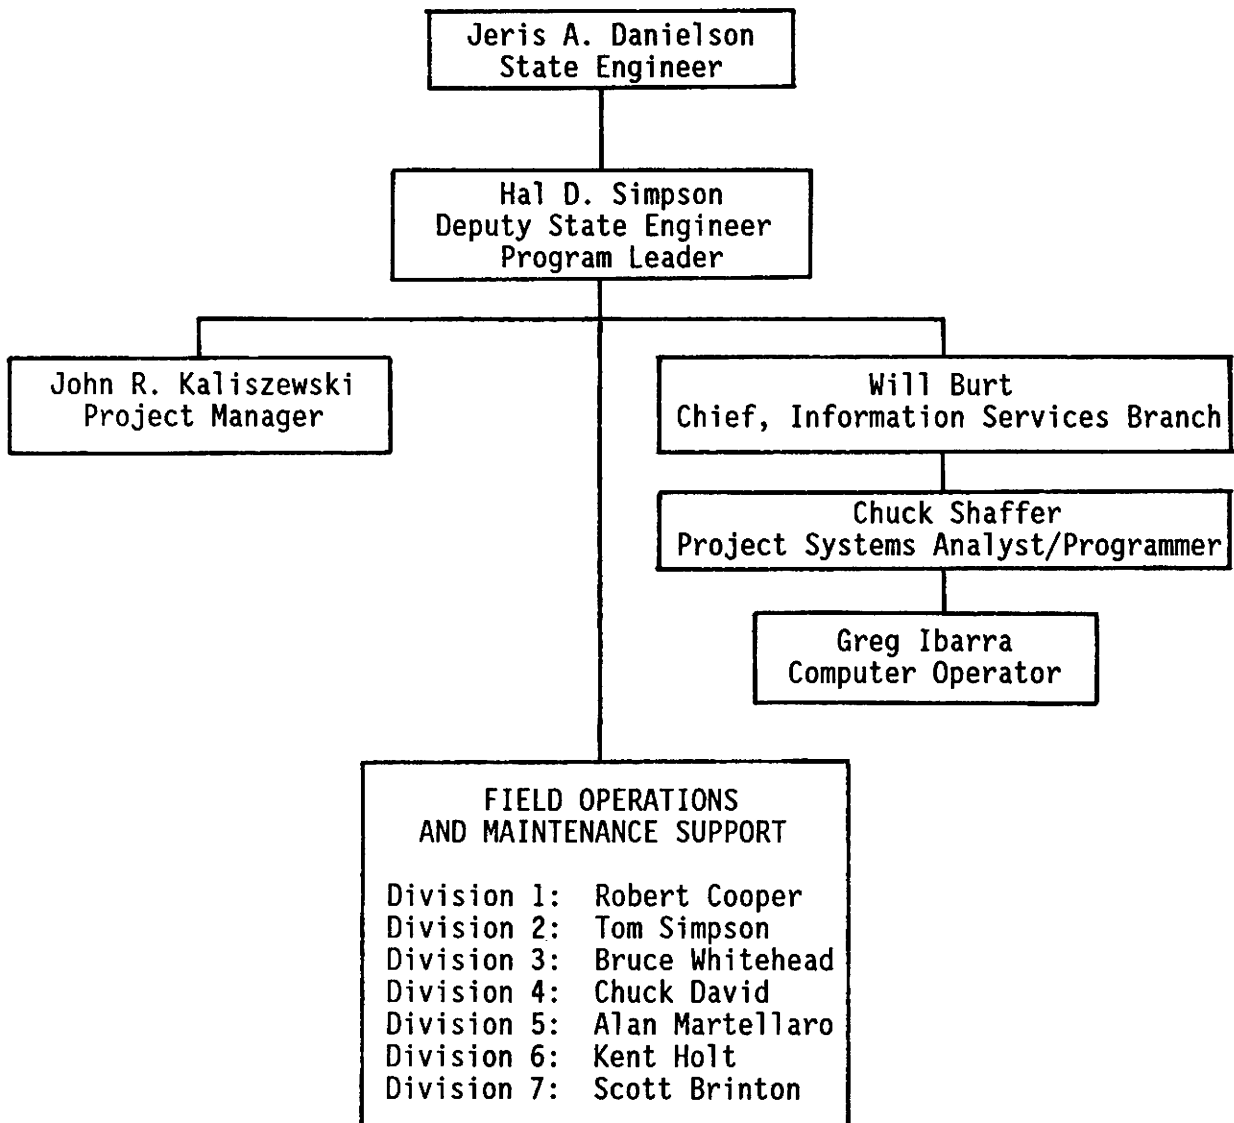 Jeris A. Danielson
State Engineer
Hal D. Simpson
Deputy State Engineer
Program Leader
John R. Kaliszewski
Project Manager
Will Burt
Chief, Information Services Branch
Chuck Shaffer
Project Systems Analyst/Programmer
Greg Ibarra
Computer Operator
FIELD OPERATIONS
AND MAINTENANCE SUPPORT
Division 1: Robert Cooper
Division 2: Tom Simpson
Division 3: Bruce Whitehead
Division 4: Chuck David
Division 5: Alan Martellaro
Division 6: Kent Holt
Division 7: Scott Brinton